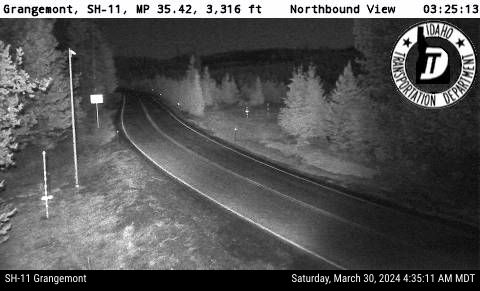 Grangemont, SH-11, MP 35.42, 3,316 ft Northbound View 03:25:13
IDAHO
TRANSPORTATION DEPARTMENT
SH-11 Grangemont Saturday, March 30, 2024 4:35:11 AM MDT